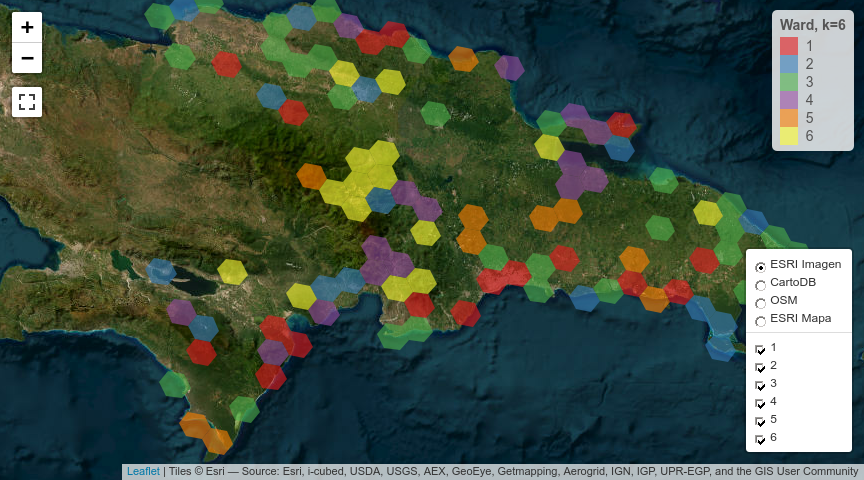 +
−
Ward, k=6
1
2
3
4
5
6
ESRI Imagen
CartoDB
OSM
ESRI Mapa
1
2
3
4
5
6
Leaflet | Tiles © Esri — Source: Esri, i-cubed, USDA, USGS, AEX, GeoEye, Getmapping, Aerogrid, IGN, IGP, UPR-EGP, and the GIS User Community